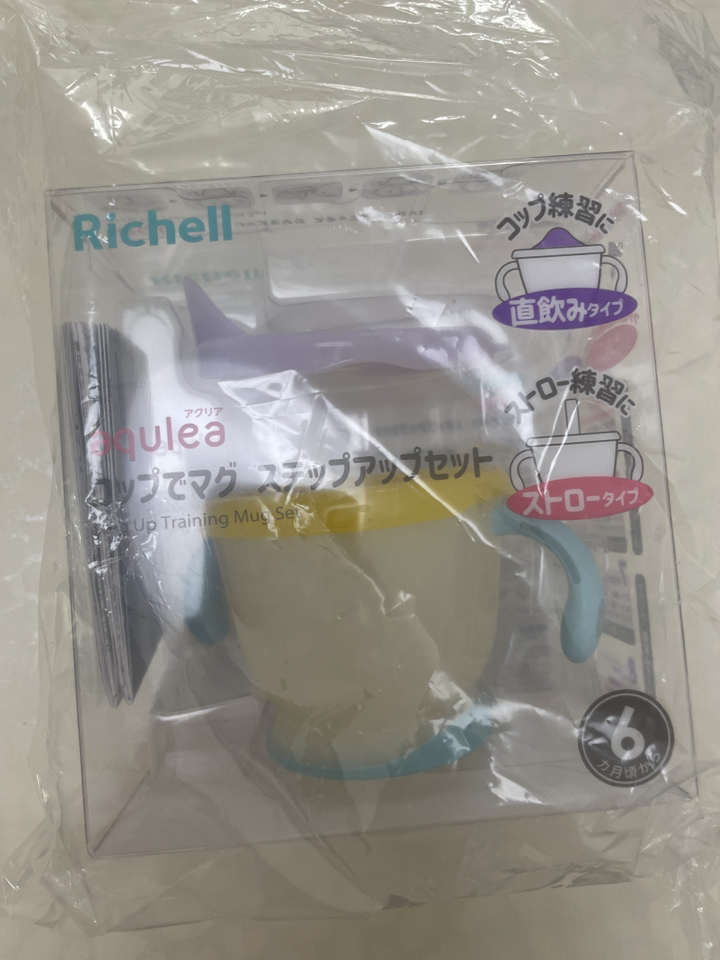 Richell
コップ練習に
直飲みタイプ
ストロー練習に
ストロータイプ
アクリア
aqulea
コップでマグ ステップアップセット
Up Training Mug Set
6
カ月頃から